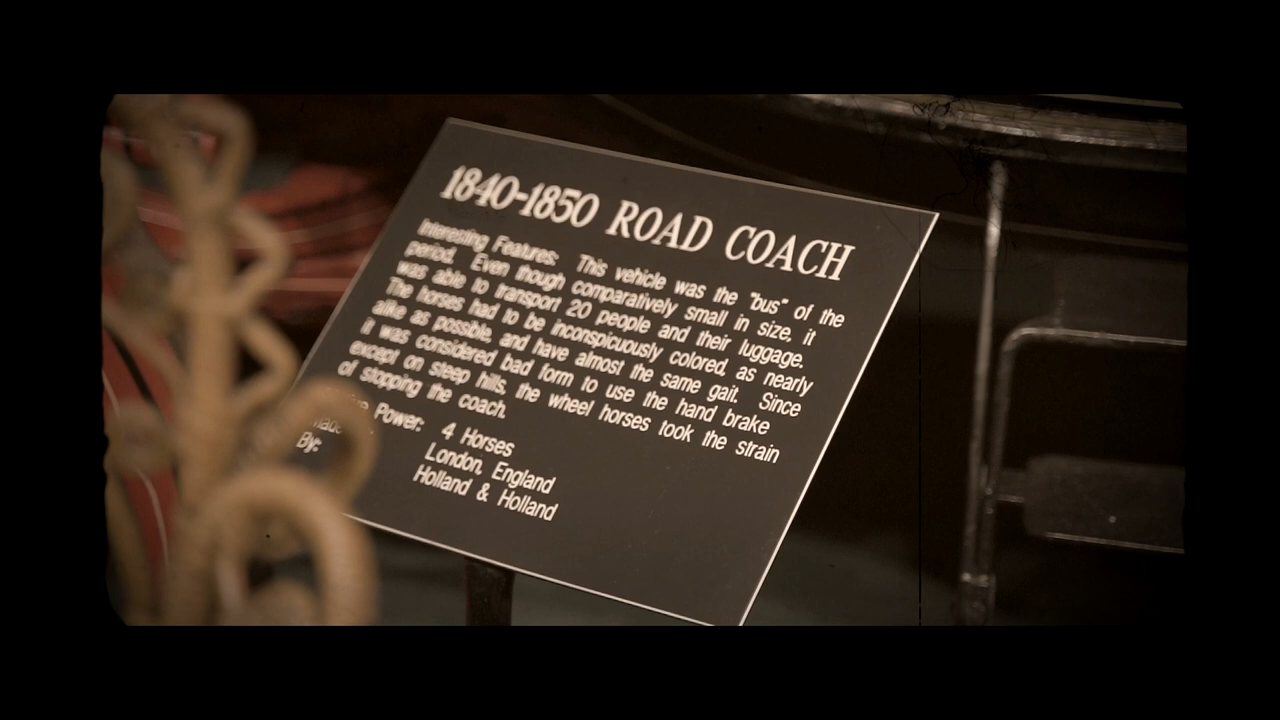 1840-1850 ROAD COACH
Interesting Features: This vehicle was the "bus" of the
period. Even though comparatively small in size, it
was able to transport 20 people and their luggage.
The horses had to be inconspicuously colored, as nearly
alike as possible, and have almost the same gait. Since
it was considered bad form to use the hand brake
except on steep hills, the wheel horses took the strain
of stopping the coach.
Power: 4 Horses
London, England
By: Holland & Holland